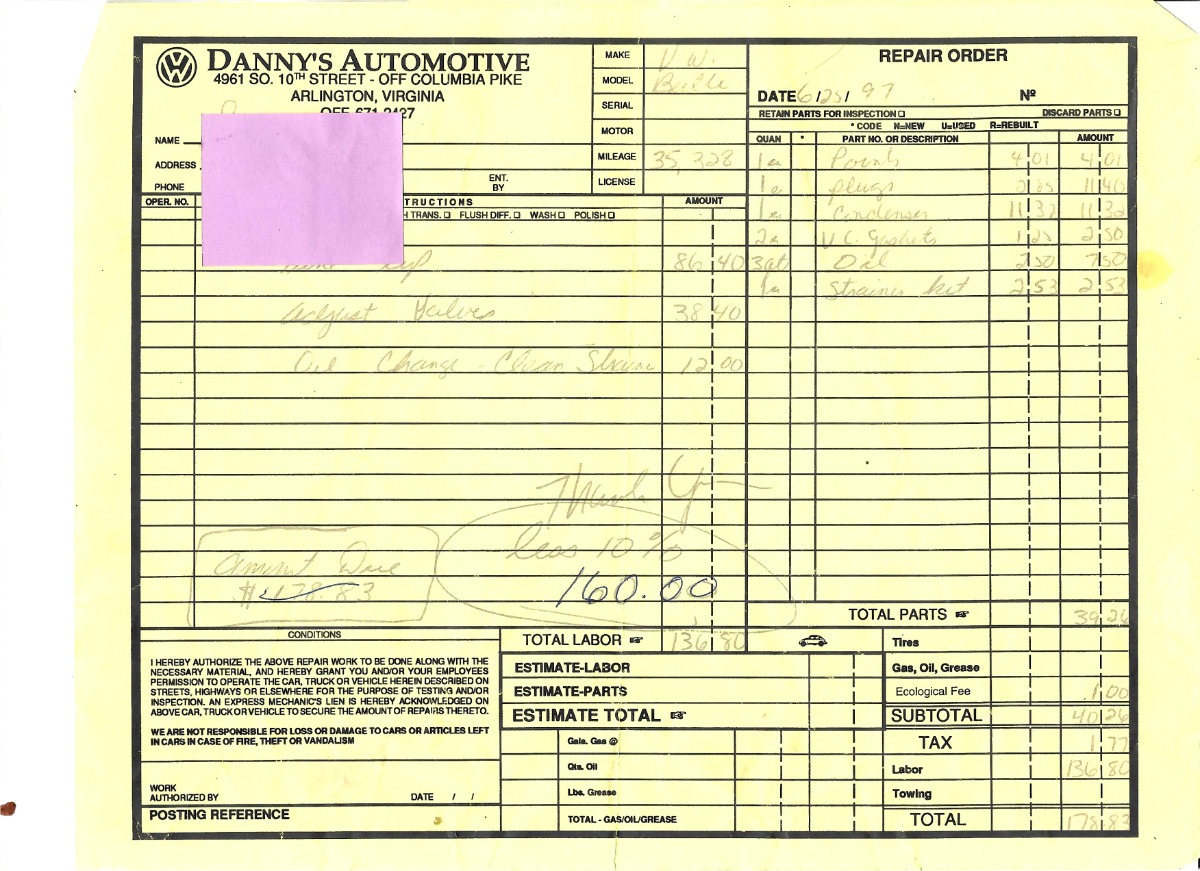 DANNY'S AUTOMOTIVE
4961 SO. 10TH STREET - OFF COLUMBIA PIKE
ARLINGTON, VIRGINIA
OFF. 671-2427
NAME
ADDRESS
PHONE
ENT. BY
MAKE V.W.
MODEL Beetle
SERIAL
MOTOR
MILEAGE 35,328
LICENSE
REPAIR ORDER
DATE 6/25/97 Nº
RETAIN PARTS FOR INSPECTION ☐ DISCARD PARTS ☐
* CODE N=NEW U=USED R=REBUILT
QUAN * PART NO. OR DESCRIPTION AMOUNT
1 ea Points 4 01 4 01
plugs 11 40
1 ea Condenser 11 32 11 32
2 ea V.C. Gaskets 1 25 2 50
3 qts Oil 2 50 7 50
1 ea Strainer kit 2 53 2 53
OPER. NO. TRUCTIONS AMOUNT
H TRANS. ☐ FLUSH DIFF. ☐ WASH ☐ POLISH ☐
up 86 40
adjust Valves 38 40
Oil Change - Clean Strainer 12 00
Thank You
less 10%
160.00
Amount Due
$178.83
TOTAL PARTS ☞ 39 26
TOTAL LABOR ☞ 136 80
ESTIMATE-LABOR
ESTIMATE-PARTS
ESTIMATE TOTAL ☞
Gals. Gas @
Qts. Oil
Lbs. Grease
TOTAL - GAS/OIL/GREASE
Tires
Gas, Oil, Grease
Ecological Fee 1 00
SUBTOTAL 40 26
TAX 1 77
Labor 136 80
Towing
TOTAL 178.83
CONDITIONS
I HEREBY AUTHORIZE THE ABOVE REPAIR WORK TO BE DONE ALONG WITH THE
NECESSARY MATERIAL, AND HEREBY GRANT YOU AND/OR YOUR EMPLOYEES
PERMISSION TO OPERATE THE CAR, TRUCK OR VEHICLE HEREIN DESCRIBED ON
STREETS, HIGHWAYS OR ELSEWHERE FOR THE PURPOSE OF TESTING AND/OR
INSPECTION. AN EXPRESS MECHANIC'S LIEN IS HEREBY ACKNOWLEDGED ON
ABOVE CAR, TRUCK OR VEHICLE TO SECURE THE AMOUNT OF REPAIRS THERETO.
WE ARE NOT RESPONSIBLE FOR LOSS OR DAMAGE TO CARS OR ARTICLES LEFT
IN CARS IN CASE OF FIRE, THEFT OR VANDALISM
WORK
AUTHORIZED BY DATE / /
POSTING REFERENCE